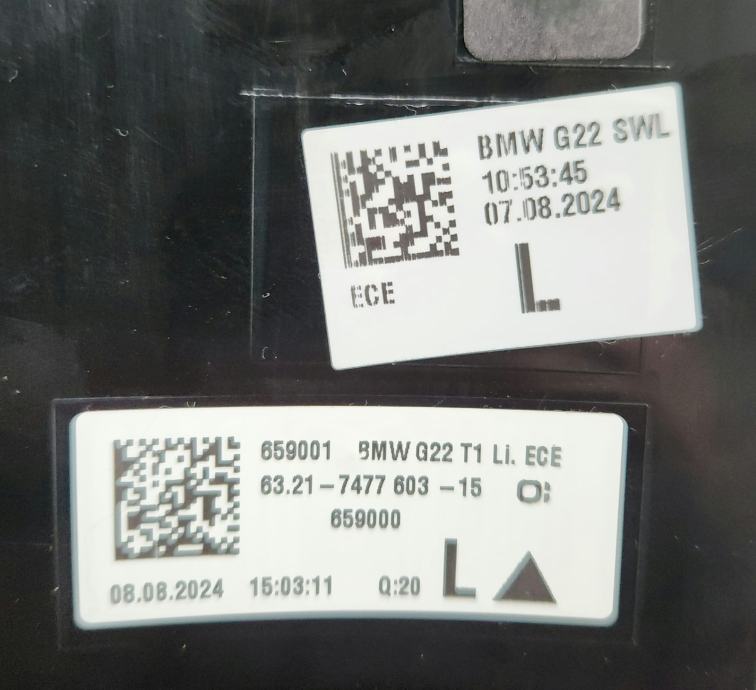 BMW G22 SWL
10:53:45
07.08.2024
ECE
L
659001 BMW G22 T1 Li. ECE
63.21-7477 603 -15
659000
08.08.2024 15:03:11 Q:20 L